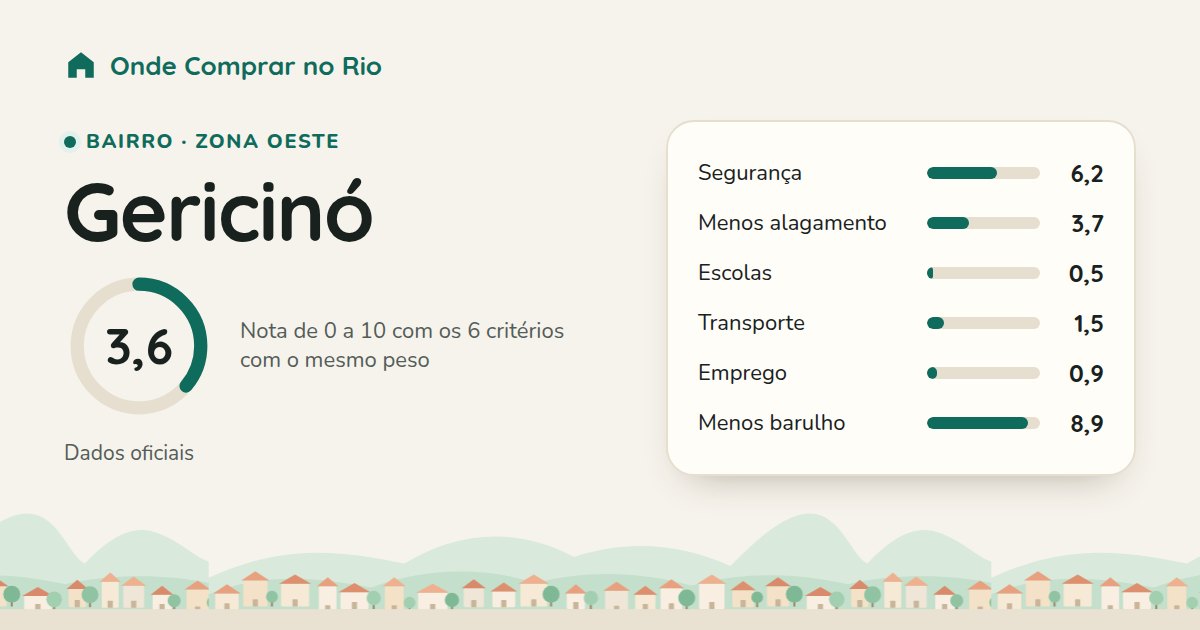 Onde Comprar no Rio
BAIRRO · ZONA OESTE
Gericinó
3,6
Nota de 0 a 10 com os 6 critérios
com o mesmo peso
Dados oficiais
Segurança 6,2
Menos alagamento 3,7
Escolas 0,5
Transporte 1,5
Emprego 0,9
Menos barulho 8,9